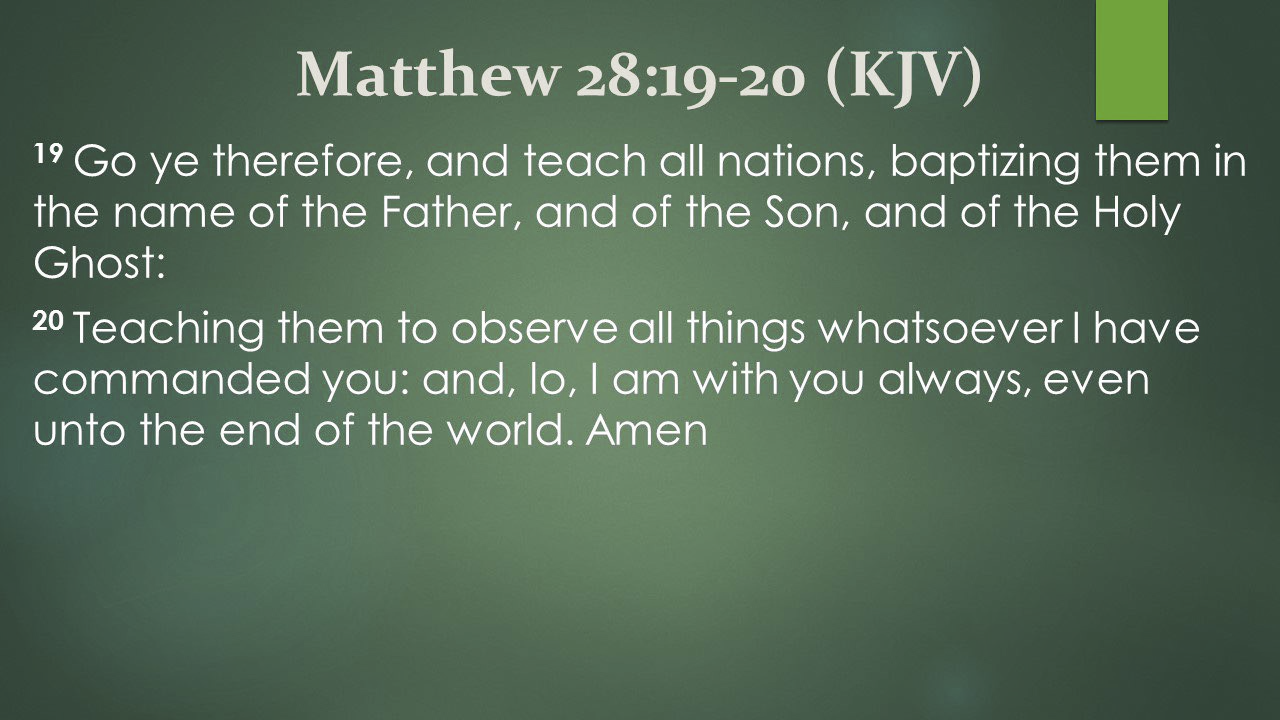 Matthew 28:19-20 (KJV)
19 Go ye therefore, and teach all nations, baptizing them in
the name of the Father, and of the Son, and of the Holy
Ghost:
20 Teaching them to observe all things whatsoever I have
commanded you: and, lo, I am with you always, even
unto the end of the world. Amen